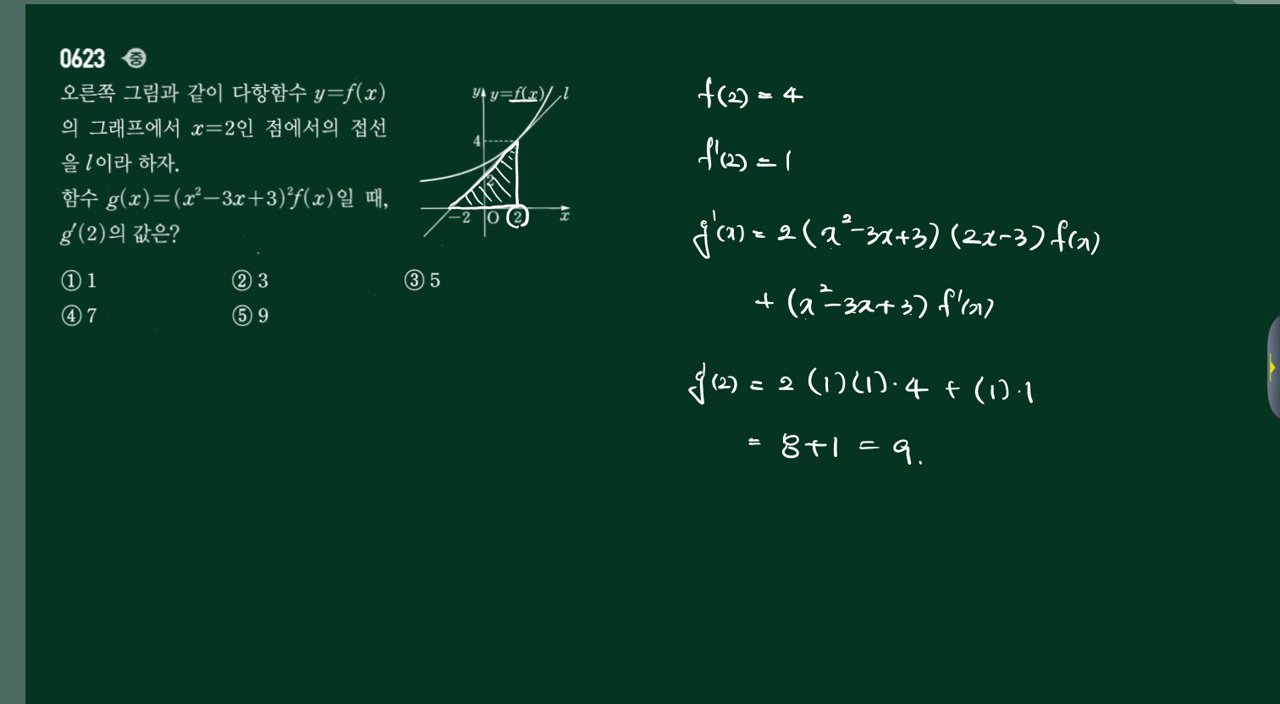 0623 중
오른쪽 그림과 같이 다항함수 y=f(x)
의 그래프에서 x=2인 점에서의 접선
을 l이라 하자.
함수 g(x)=(x²-3x+3)²f(x)일 때,
g′(2)의 값은?
① 1 ② 3 ③ 5
④ 7 ⑤ 9
y y=f(x) l
4
2
-2 O 2 x
f(2) = 4
f'(2) = 1
g'(x) = 2(x²-3x+3)(2x-3)f(x)
+ (x²-3x+3) f'(x)
g'(2) = 2(1)(1)·4 + (1)·1
= 8+1 = 9.